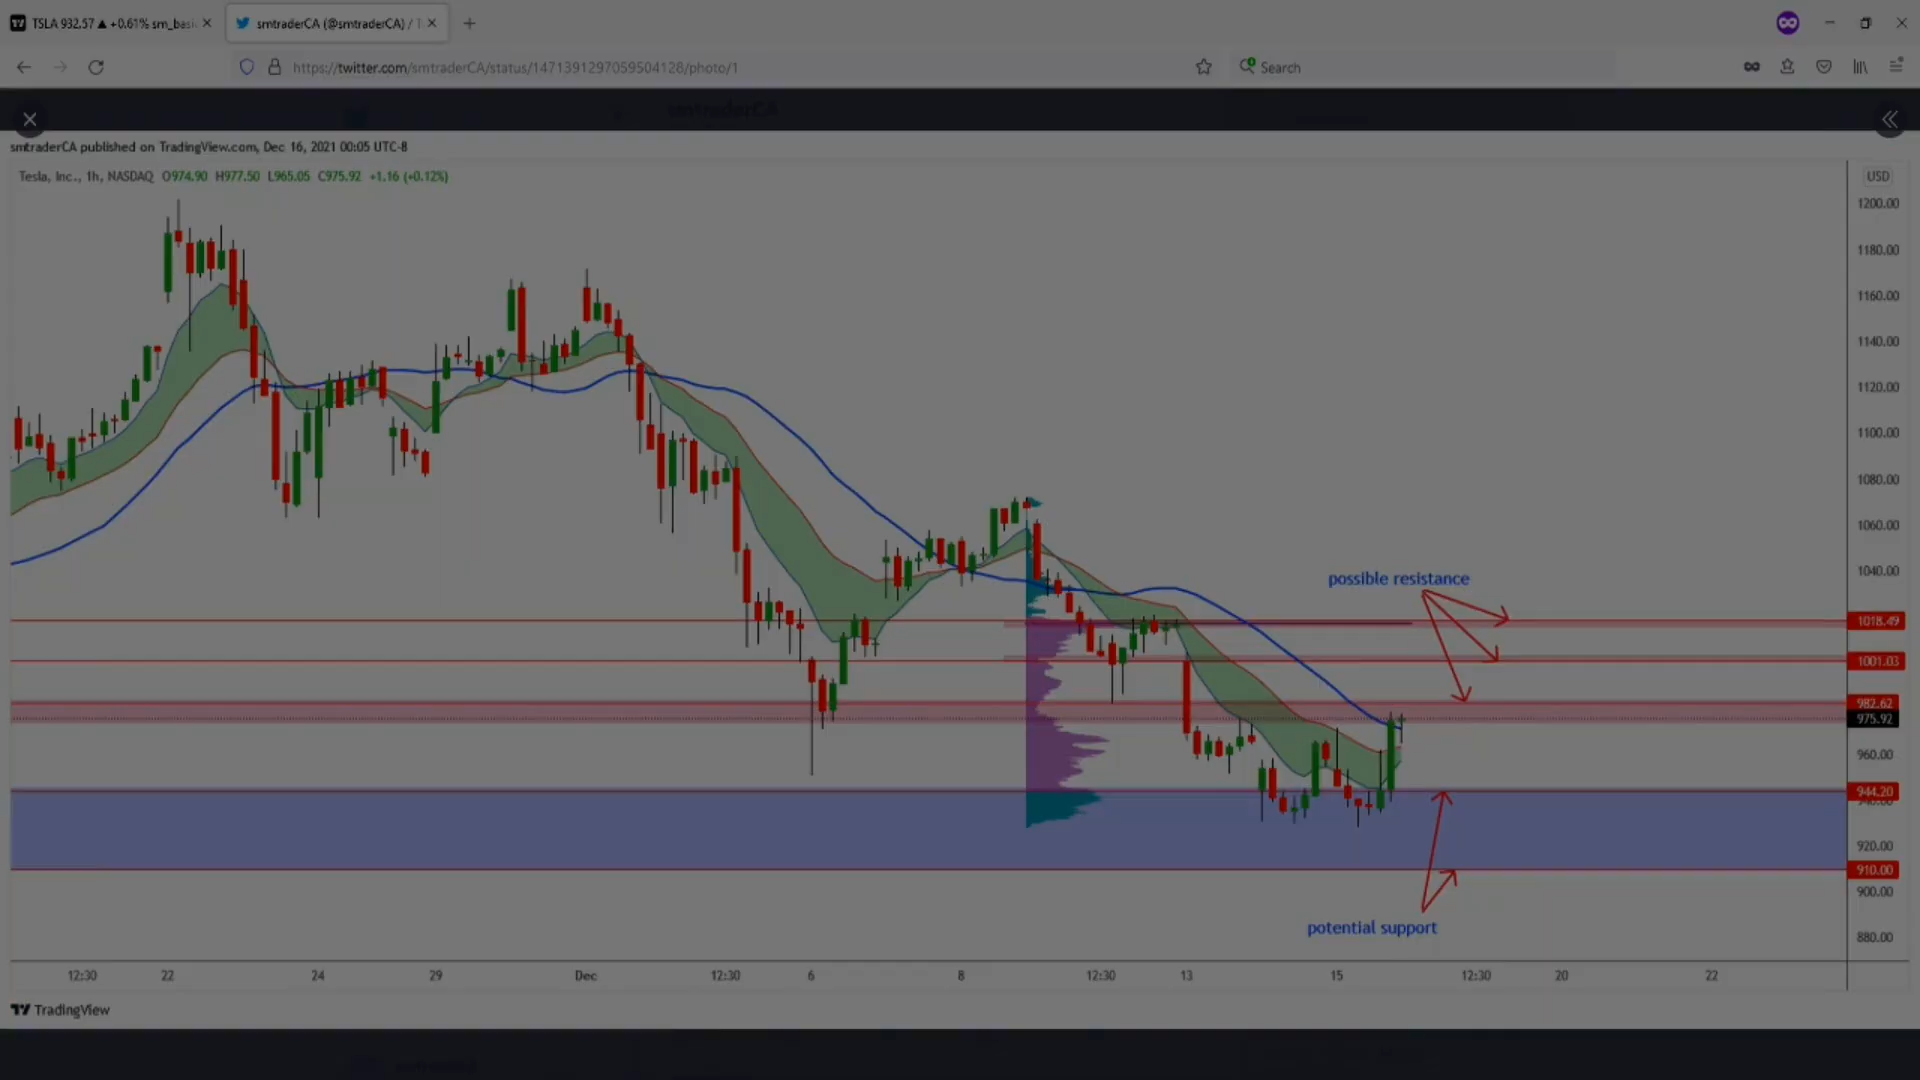 TSLA 932.57 ▲ +0.61% sm_basi
smtraderCA (@smtraderCA) / T
https://twitter.com/smtraderCA/status/1471391297059504128/photo/1
Search
smtraderCA
smtraderCA published on TradingView.com, Dec 16, 2021 00:05 UTC-8
Tesla, Inc., 1h, NASDAQ O974.90 H977.50 L965.05 C975.92 +1.16 (+0.12%)
USD
1200.00
1180.00
1160.00
1140.00
1120.00
1100.00
1080.00
1060.00
1040.00
possible resistance
1018.49
1001.03
982.62
975.92
960.00
944.20
940.00
920.00
910.00
900.00
potential support
880.00
12:30 22 24 29 Dec 12:30 6 8 12:30 13 15 12:30 20 22
TradingView